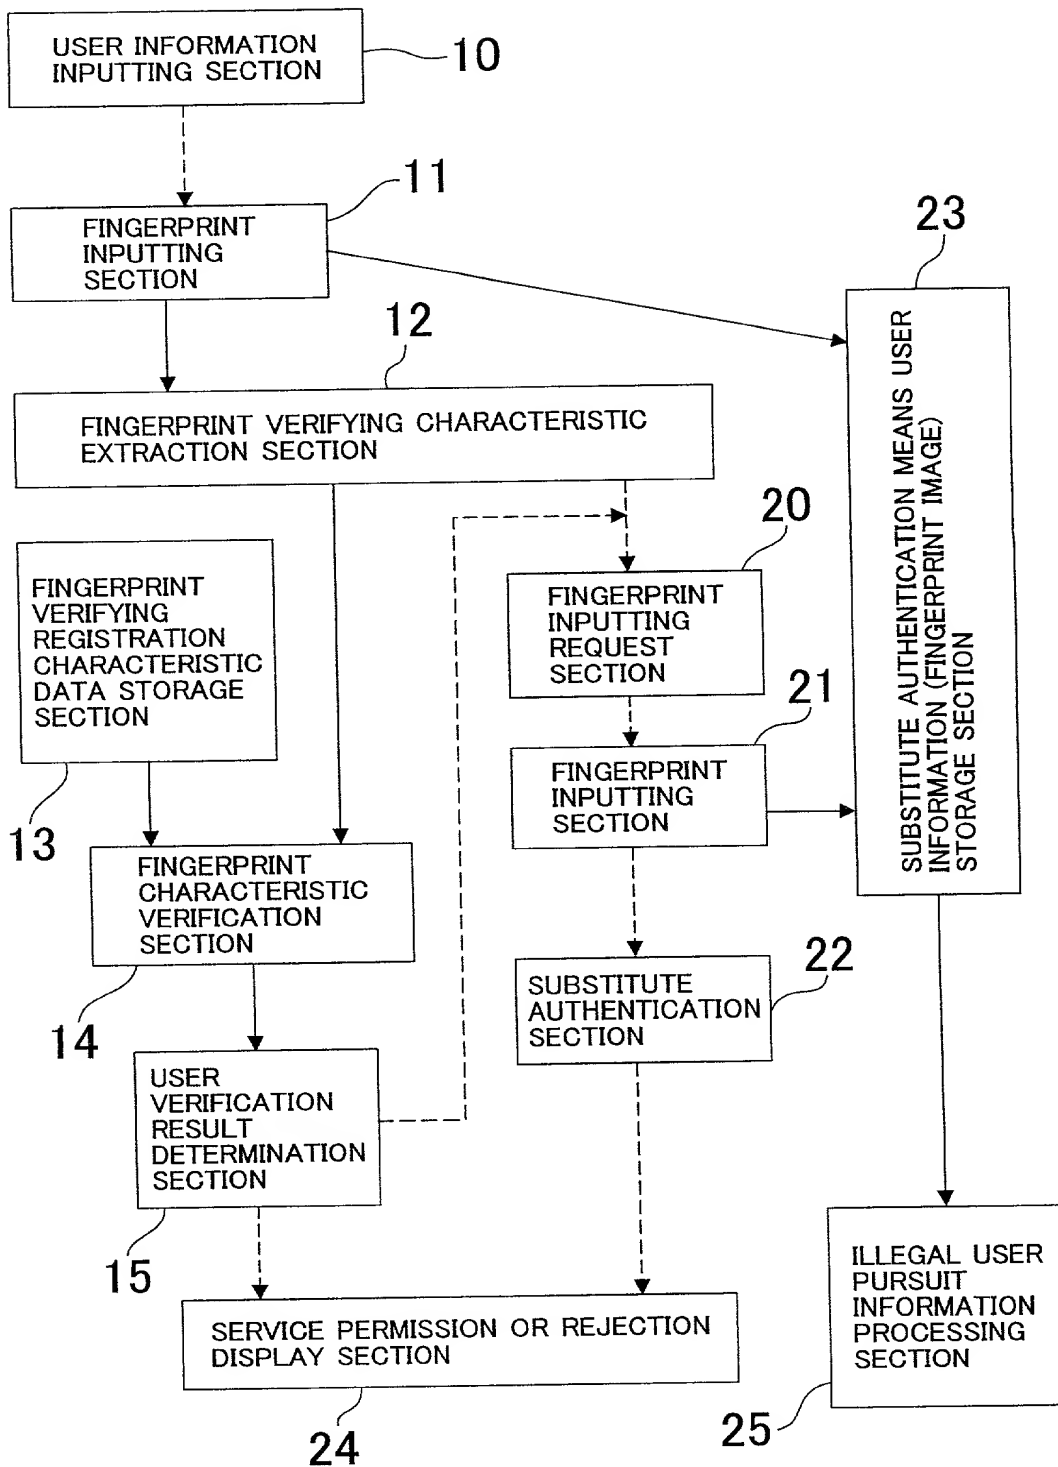 USER INFORMATION
INPUTTING SECTION
10
11
FINGERPRINT
INPUTTING
SECTION
23
12
FINGERPRINT VERIFYING CHARACTERISTIC
EXTRACTION SECTION
SUBSTITUTE AUTHENTICATION MEANS USER
INFORMATION (FINGERPRINT IMAGE)
STORAGE SECTION
20
FINGERPRINT
VERIFYING
REGISTRATION
CHARACTERISTIC
DATA STORAGE
SECTION
FINGERPRINT
INPUTTING
REQUEST
SECTION
21
13
FINGERPRINT
INPUTTING
SECTION
FINGERPRINT
CHARACTERISTIC
VERIFICATION
SECTION
14
22
SUBSTITUTE
AUTHENTICATION
SECTION
USER
VERIFICATION
RESULT
DETERMINATION
SECTION
15
ILLEGAL USER
PURSUIT
INFORMATION
PROCESSING
SECTION
SERVICE PERMISSION OR REJECTION
DISPLAY SECTION
24
25